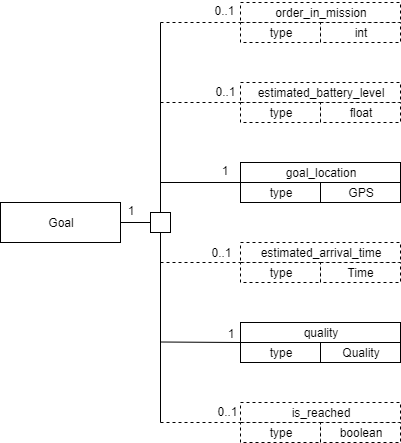 0..1
order_in_mission
type int
0..1
estimated_battery_level
type float
1
goal_location
type GPS
Goal
1
0..1
estimated_arrival_time
type Time
1
quality
type Quality
0..1
is_reached
type boolean